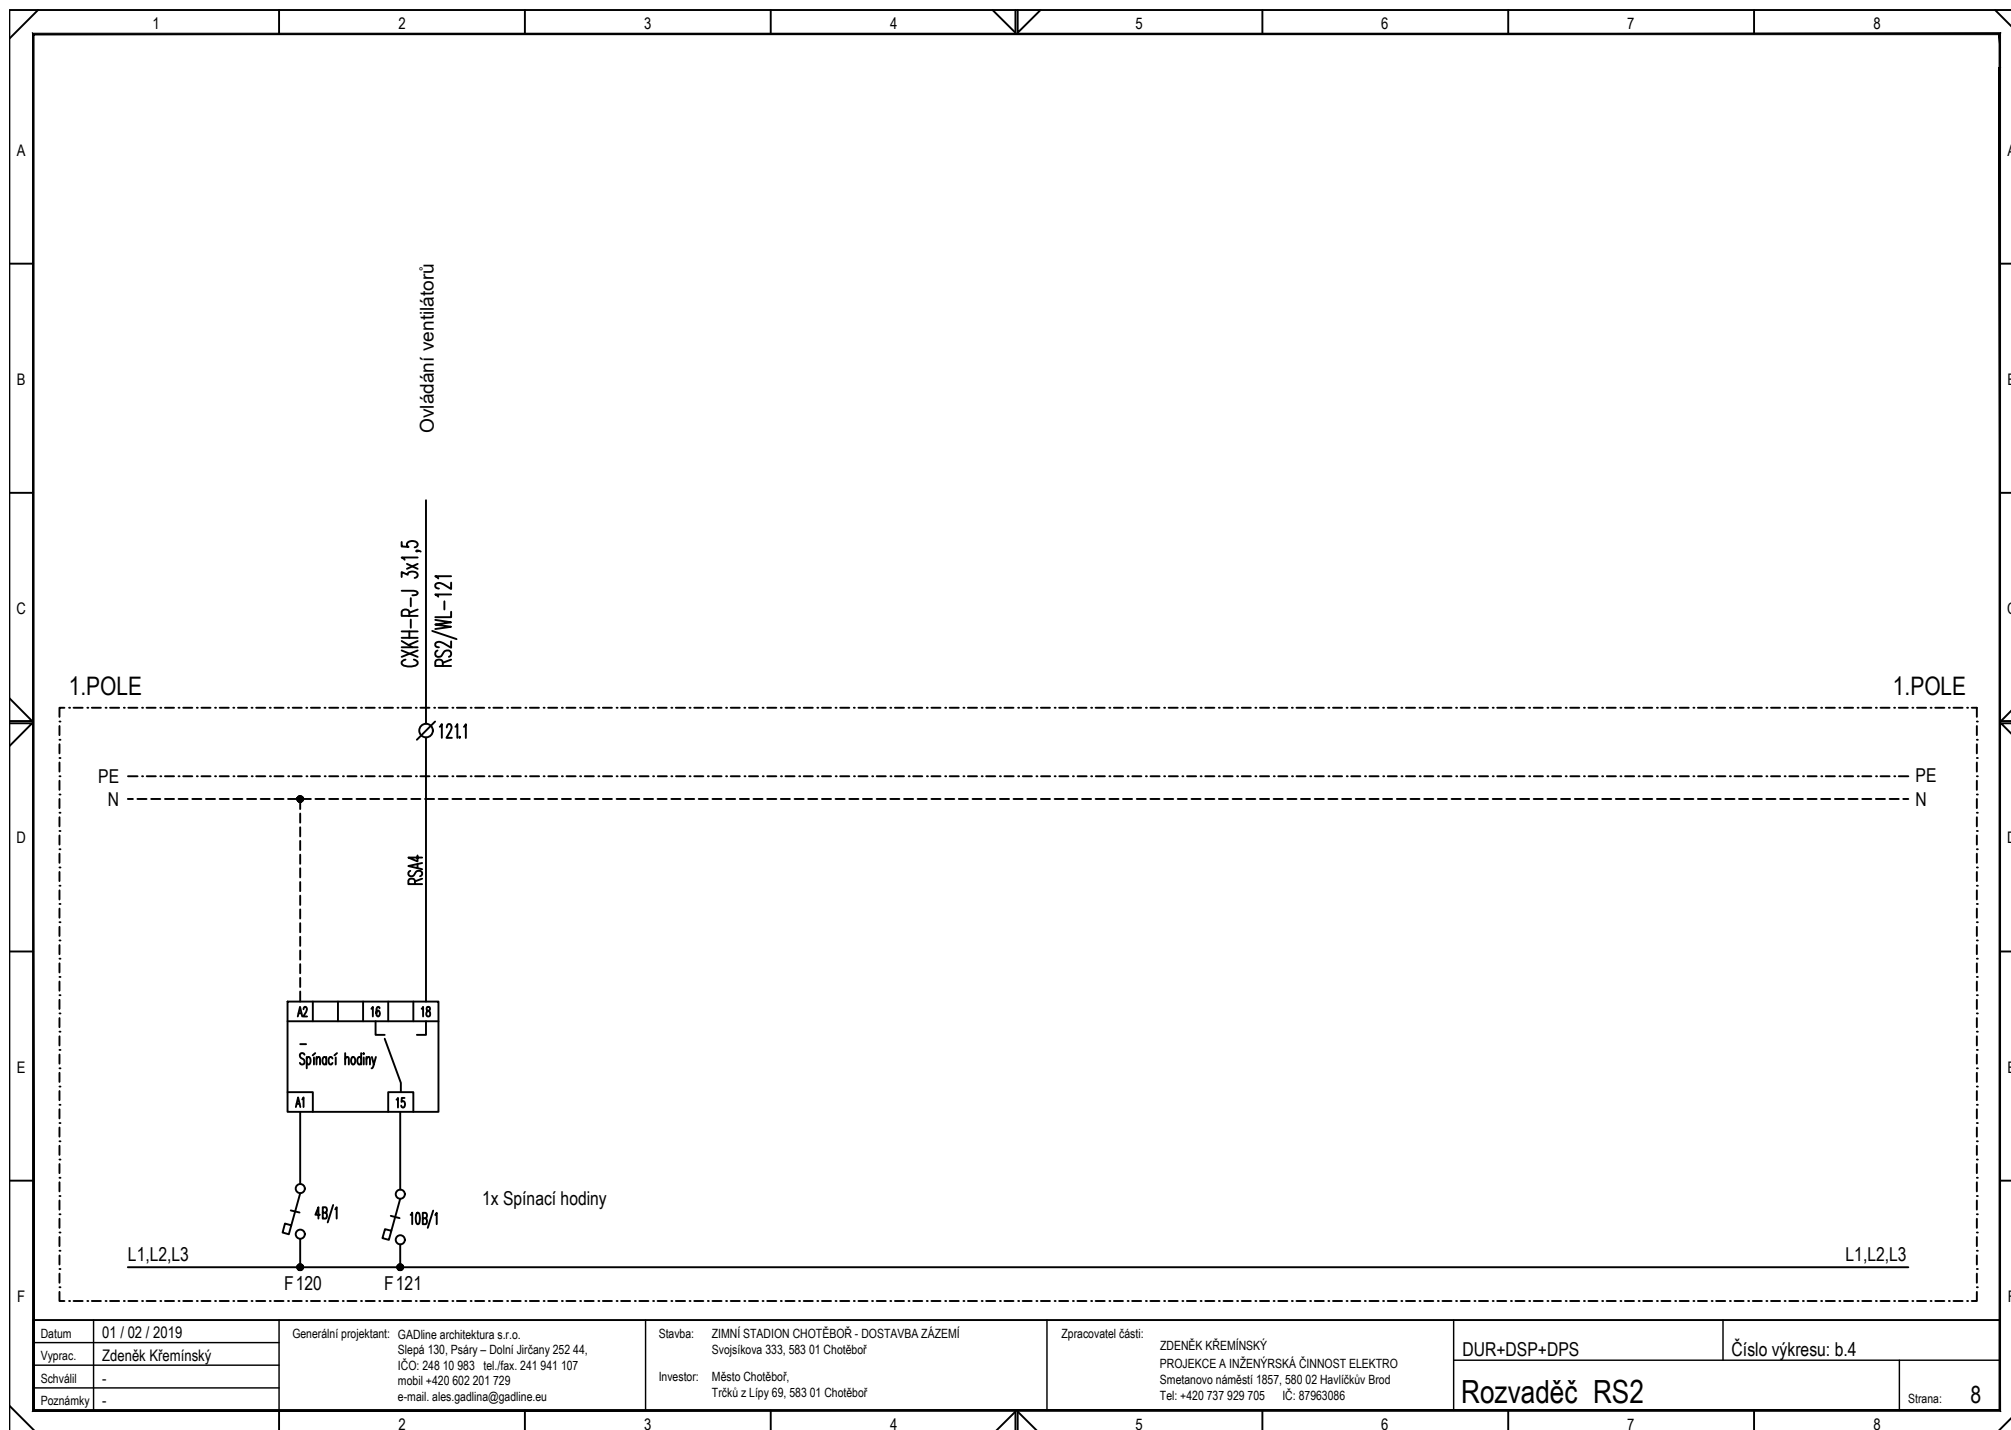 1 2 3 4 5 6 7 8
A
B
C
D
E
F
Ovládání ventilátorů
CXKH-R-J 3x1,5
RS2/WL-121
1.POLE
1.POLE
121.1
PE
PE
N
N
RSA4
A2 16 18
Spínací hodiny
A1 15
4B/1
10B/1
1x Spínací hodiny
L1,L2,L3
L1,L2,L3
F 120
F 121
Datum 01 / 02 / 2019
Vyprac. Zdeněk Křemínský
Schválil -
Poznámky -
Generální projektant: GADline architektura s.r.o.
Slepá 130, Psáry – Dolní Jirčany 252 44,
IČO: 248 10 983 tel./fax. 241 941 107
mobil +420 602 201 729
e-mail. ales.gadlina@gadline.eu
Stavba: ZIMNÍ STADION CHOTĚBOŘ - DOSTAVBA ZÁZEMÍ
Svojsíkova 333, 583 01 Chotěboř
Investor: Město Chotěboř,
Trčků z Lípy 69, 583 01 Chotěboř
Zpracovatel části:
ZDENĚK KŘEMÍNSKÝ
PROJEKCE A INŽENÝRSKÁ ČINNOST ELEKTRO
Smetanovo náměstí 1857, 580 02 Havlíčkův Brod
Tel: +420 737 929 705 IČ: 87963086
DUR+DSP+DPS
Číslo výkresu: b.4
Rozvaděč RS2
Strana: 8
2 3 4 5 6 7 8